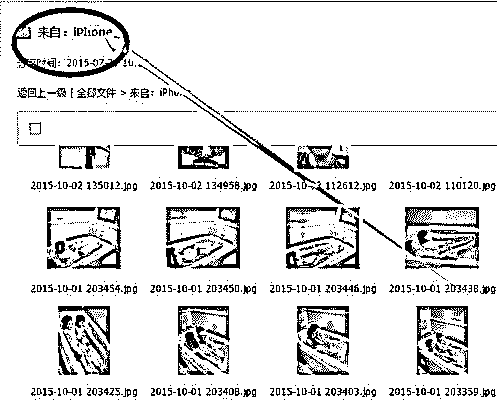 来自：iPhone
时间：2015-07
返回上一级 | 全部文件 > 来自：iPho
2015-10-02 135012.jpg 2015-10-02 134958.jpg 2015-10-02 112612.jpg 2015-10-02 110120.jpg
2015-10-01 203454.jpg 2015-10-01 203450.jpg 2015-10-01 203446.jpg 2015-10-01 203438.jpg
2015-10-01 203425.jpg 2015-10-01 203408.jpg 2015-10-01 203403.jpg 2015-10-01 203359.jpg